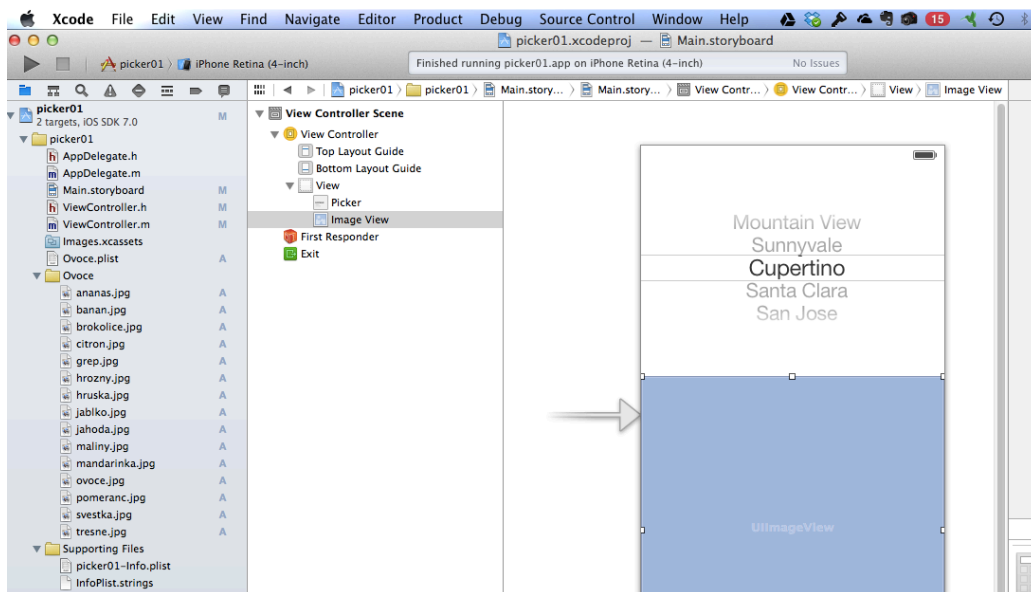 Xcode File Edit View Find Navigate Editor Product Debug Source Control Window Help 15
picker01.xcodeproj — Main.storyboard
picker01 〉 iPhone Retina (4-inch) Finished running picker01.app on iPhone Retina (4-inch) No Issues
picker01 〉 picker01 〉 Main.story... 〉 Main.story... 〉 View Contr... 〉 View Contr... 〉 View 〉 Image View
picker01
2 targets, iOS SDK 7.0 M
picker01
AppDelegate.h
AppDelegate.m
Main.storyboard M
ViewController.h M
ViewController.m M
Images.xcassets
Ovoce.plist A
Ovoce
ananas.jpg A
banan.jpg A
brokolice.jpg A
citron.jpg A
grep.jpg A
hrozny.jpg A
hruska.jpg A
jablko.jpg A
jahoda.jpg A
maliny.jpg A
mandarinka.jpg A
ovoce.jpg A
pomeranc.jpg A
svestka.jpg A
tresne.jpg A
Supporting Files
picker01-Info.plist
InfoPlist.strings
View Controller Scene
View Controller
Top Layout Guide
Bottom Layout Guide
View
Picker
Image View
First Responder
Exit
Mountain View
Sunnyvale
Cupertino
Santa Clara
San Jose
UIImageView